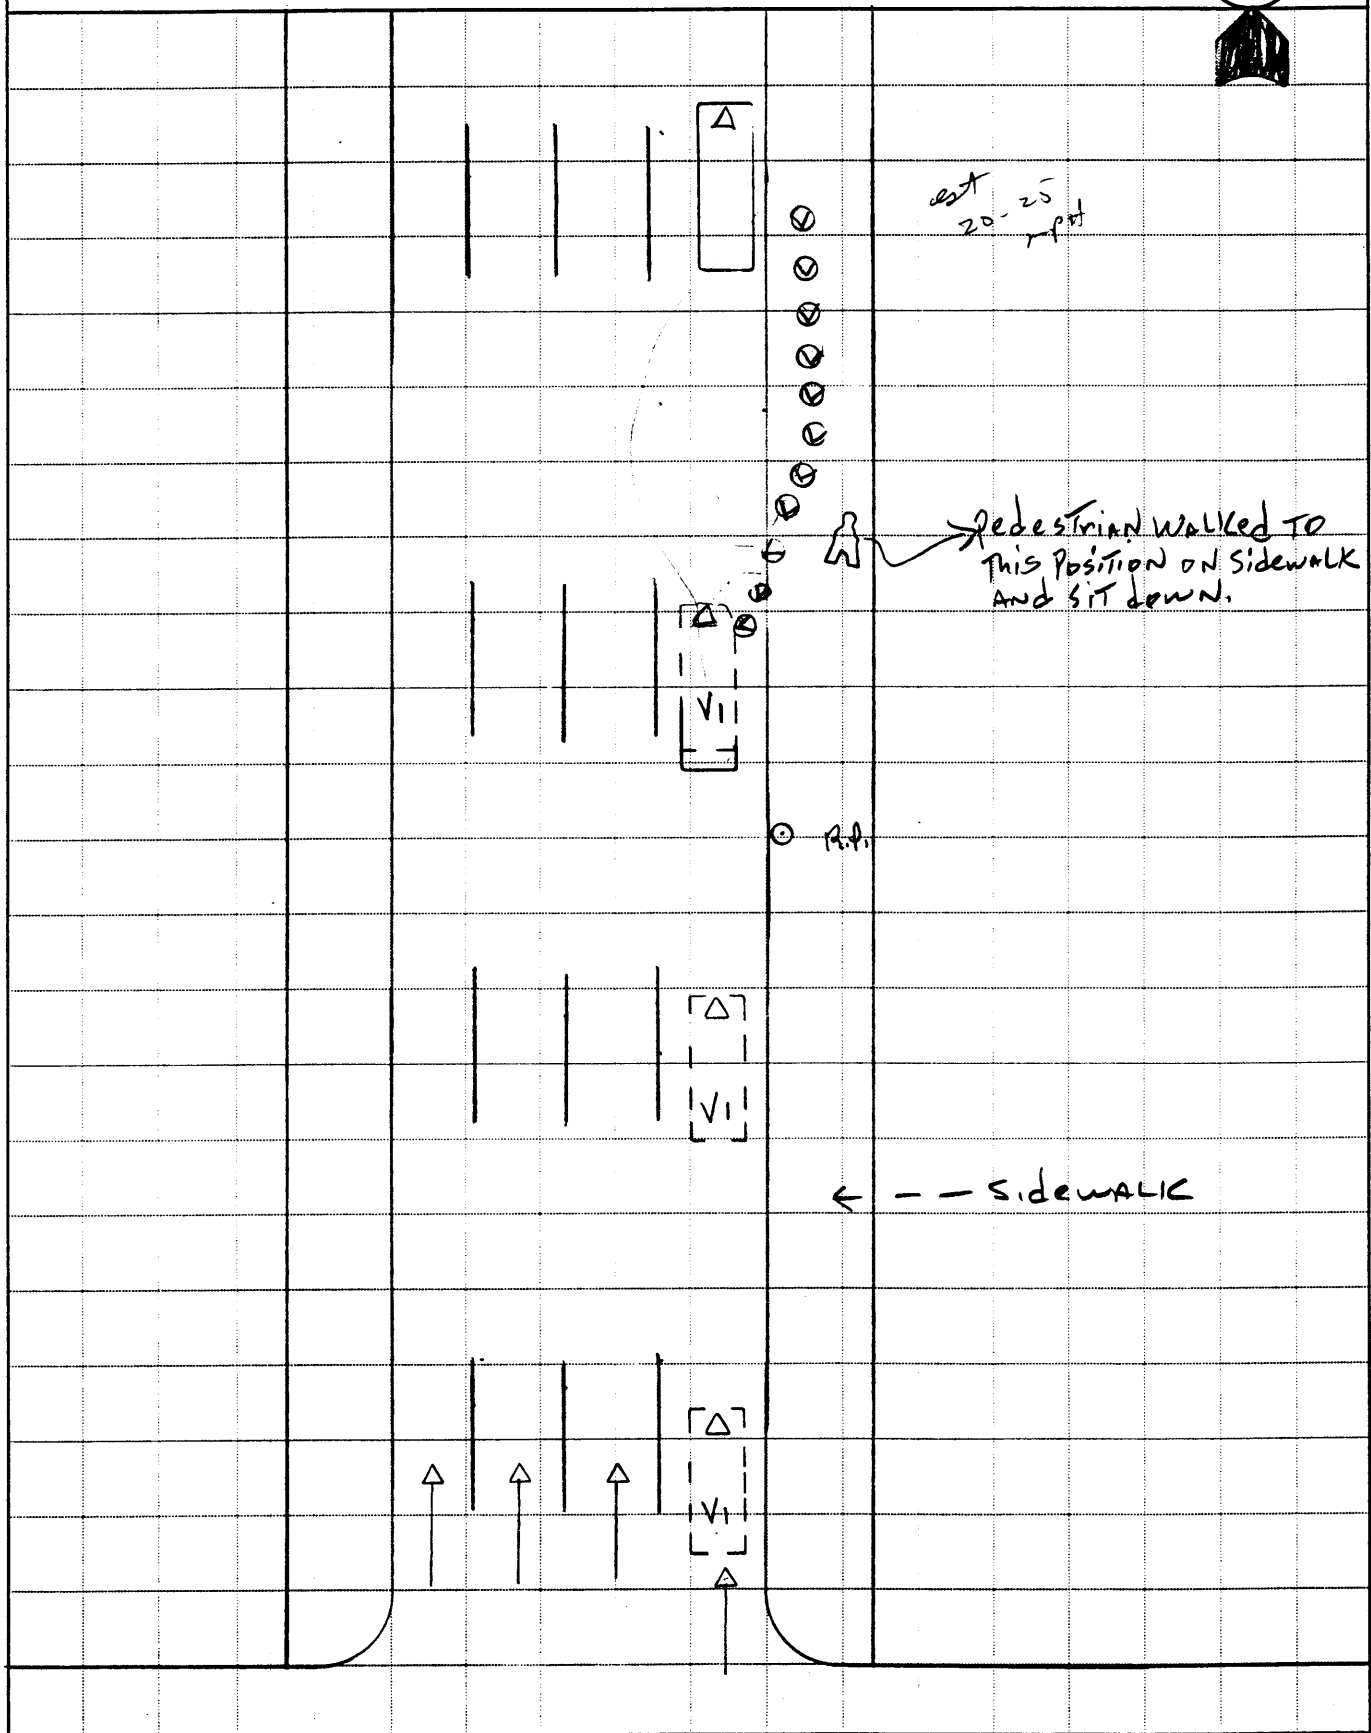 est
20-25
mpH
PedesTriAN WALKed TO
This PosiTioN ON SidewALK
ANd SiT dowN.
V1
R.P.
V1
SidewALK
V1